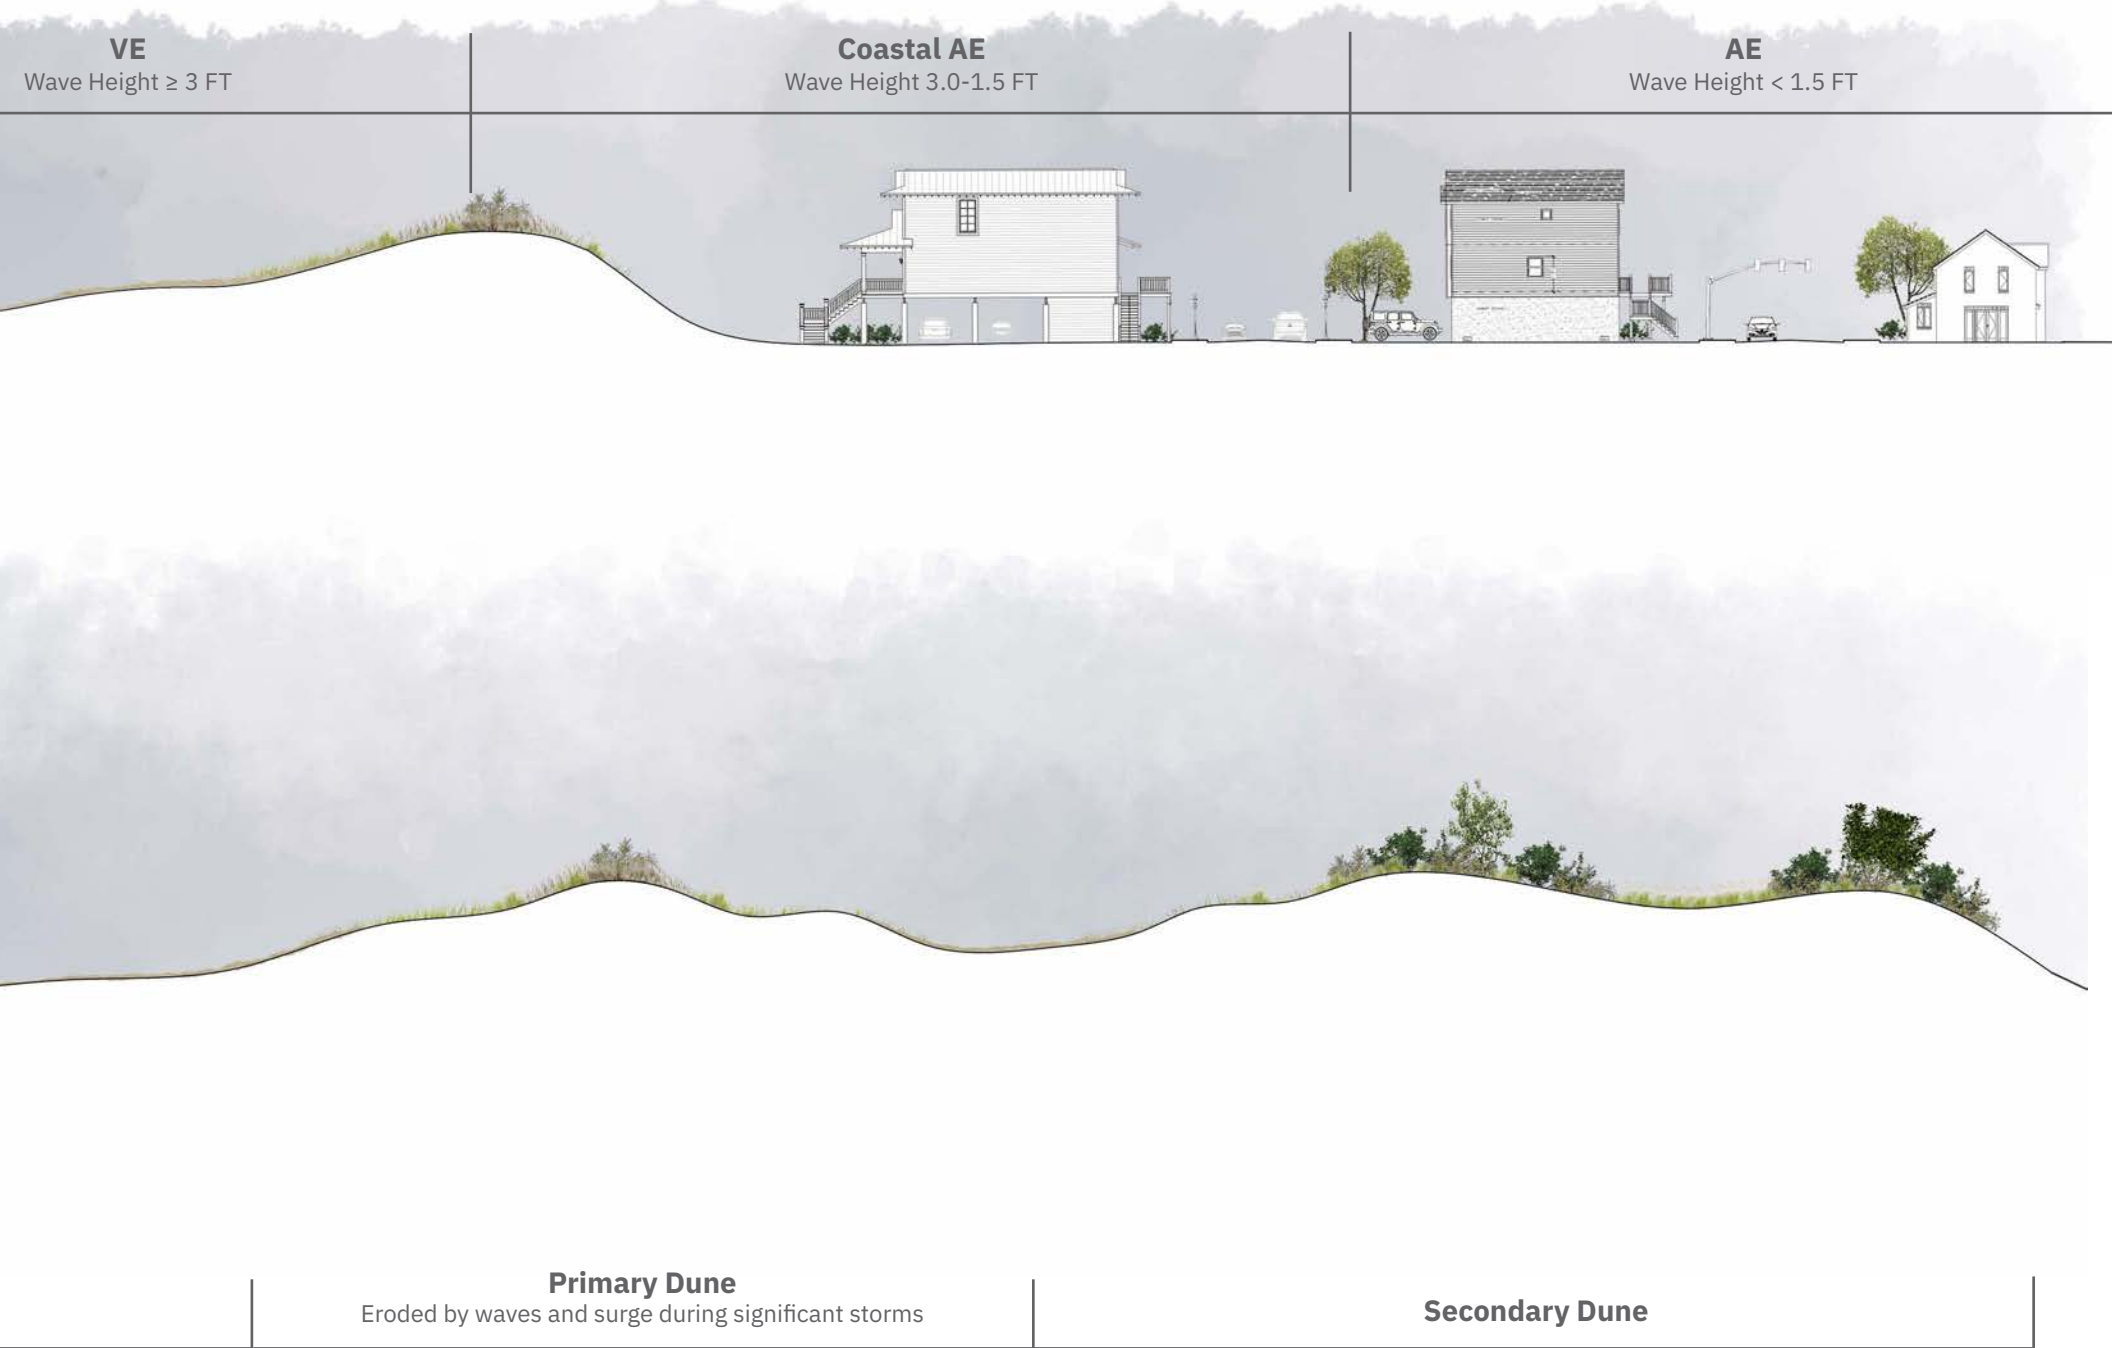 VE
Wave Height ≥ 3 FT
Coastal AE
Wave Height 3.0-1.5 FT
AE
Wave Height < 1.5 FT
Primary Dune
Eroded by waves and surge during significant storms
Secondary Dune